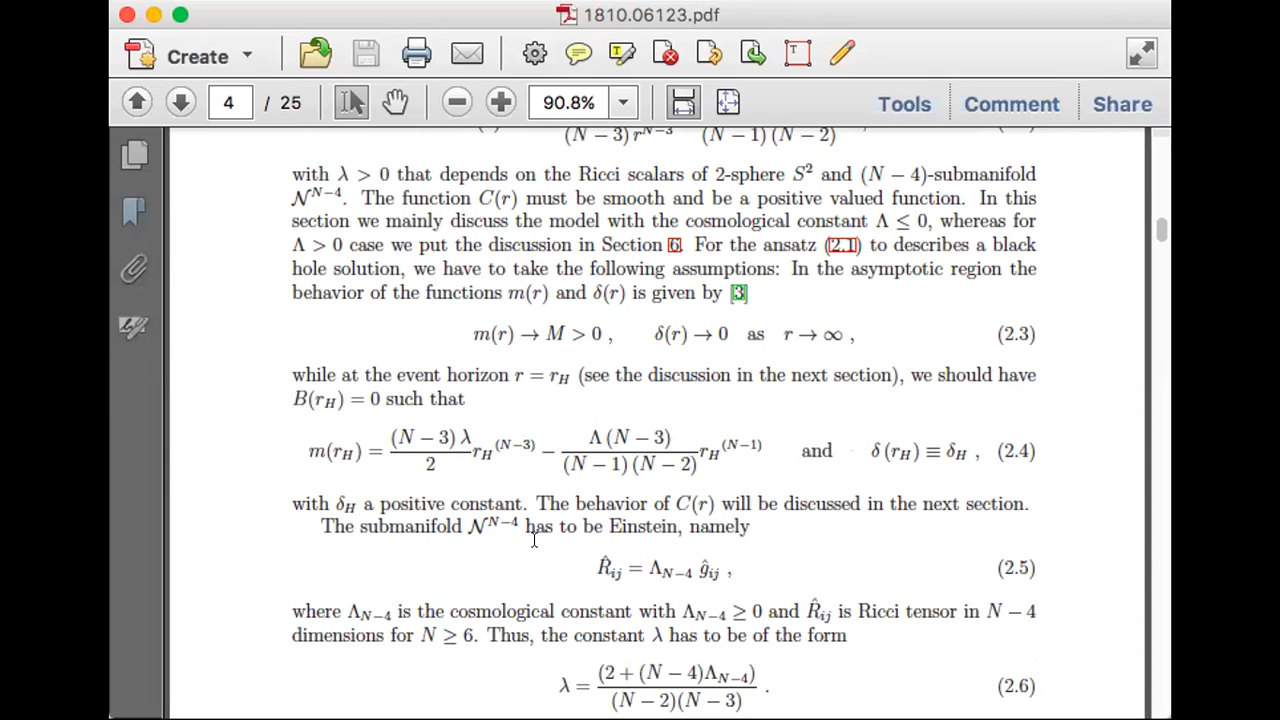 1810.06123.pdf
Create
4 / 25
90.8%
Tools
Comment
Share
(N − 3) r^{N−3} (N − 1) (N − 2)
with λ > 0 that depends on the Ricci scalars of 2-sphere S² and (N − 4)-submanifold
𝒩^{N−4}. The function C(r) must be smooth and be a positive valued function. In this
section we mainly discuss the model with the cosmological constant Λ ≤ 0, whereas for
Λ > 0 case we put the discussion in Section 6. For the ansatz (2.1) to describes a black
hole solution, we have to take the following assumptions: In the asymptotic region the
behavior of the functions m(r) and δ(r) is given by [3]
m(r) → M > 0 , δ(r) → 0 as r → ∞ , (2.3)
while at the event horizon r = r_H (see the discussion in the next section), we should have
B(r_H) = 0 such that
m(r_H) = \frac{(N − 3) λ}{2} r_H^{(N−3)} − \frac{Λ (N − 3)}{(N − 1) (N − 2)} r_H^{(N−1)} and δ (r_H) ≡ δ_H , (2.4)
with δ_H a positive constant. The behavior of C(r) will be discussed in the next section.
The submanifold 𝒩^{N−4} has to be Einstein, namely
R̂_{ij} = Λ_{N−4} ĝ_{ij} , (2.5)
where Λ_{N−4} is the cosmological constant with Λ_{N−4} ≥ 0 and R̂_{ij} is Ricci tensor in N − 4
dimensions for N ≥ 6. Thus, the constant λ has to be of the form
λ = \frac{(2 + (N − 4)Λ_{N−4})}{(N − 2)(N − 3)} . (2.6)